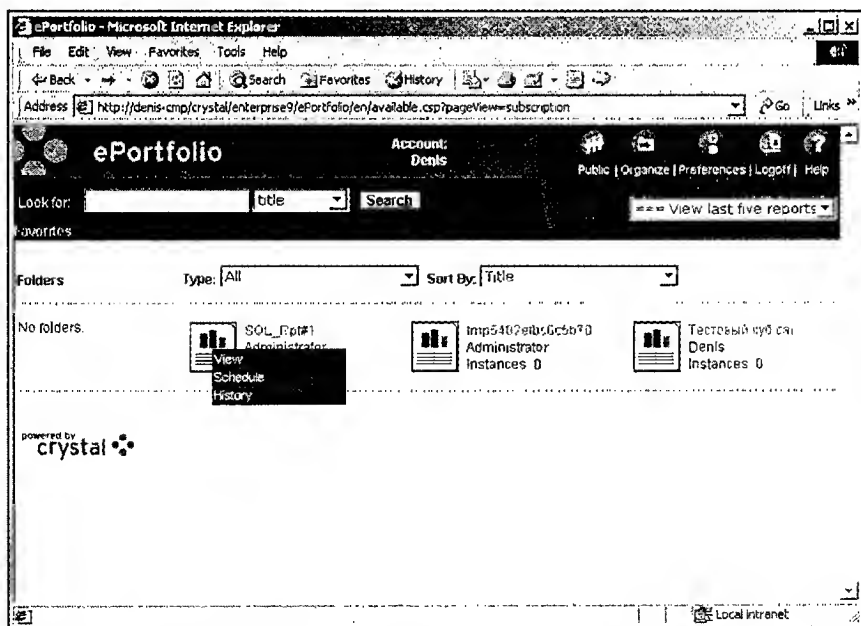 ePortfolio - Microsoft Internet Explorer
File Edit View Favorites Tools Help
Back Search Favorites History
Address http://denis-cmp/crystal/enterprise9/ePortfolio/en/available.csp?pageView=subscription Go Links »
ePortfolio
Account:
Denis
Public | Organize | Preferences | Logoff | Help
Look for: title Search
=== View last five reports
Favorites
Folders Type: All Sort By: Title
No folders.
SQL_Rpt#1
Administrator
View
Schedule
History
Administrator
Instances 0
Тестовый куб
Denis
Instances 0
powered by
crystal
Local intranet